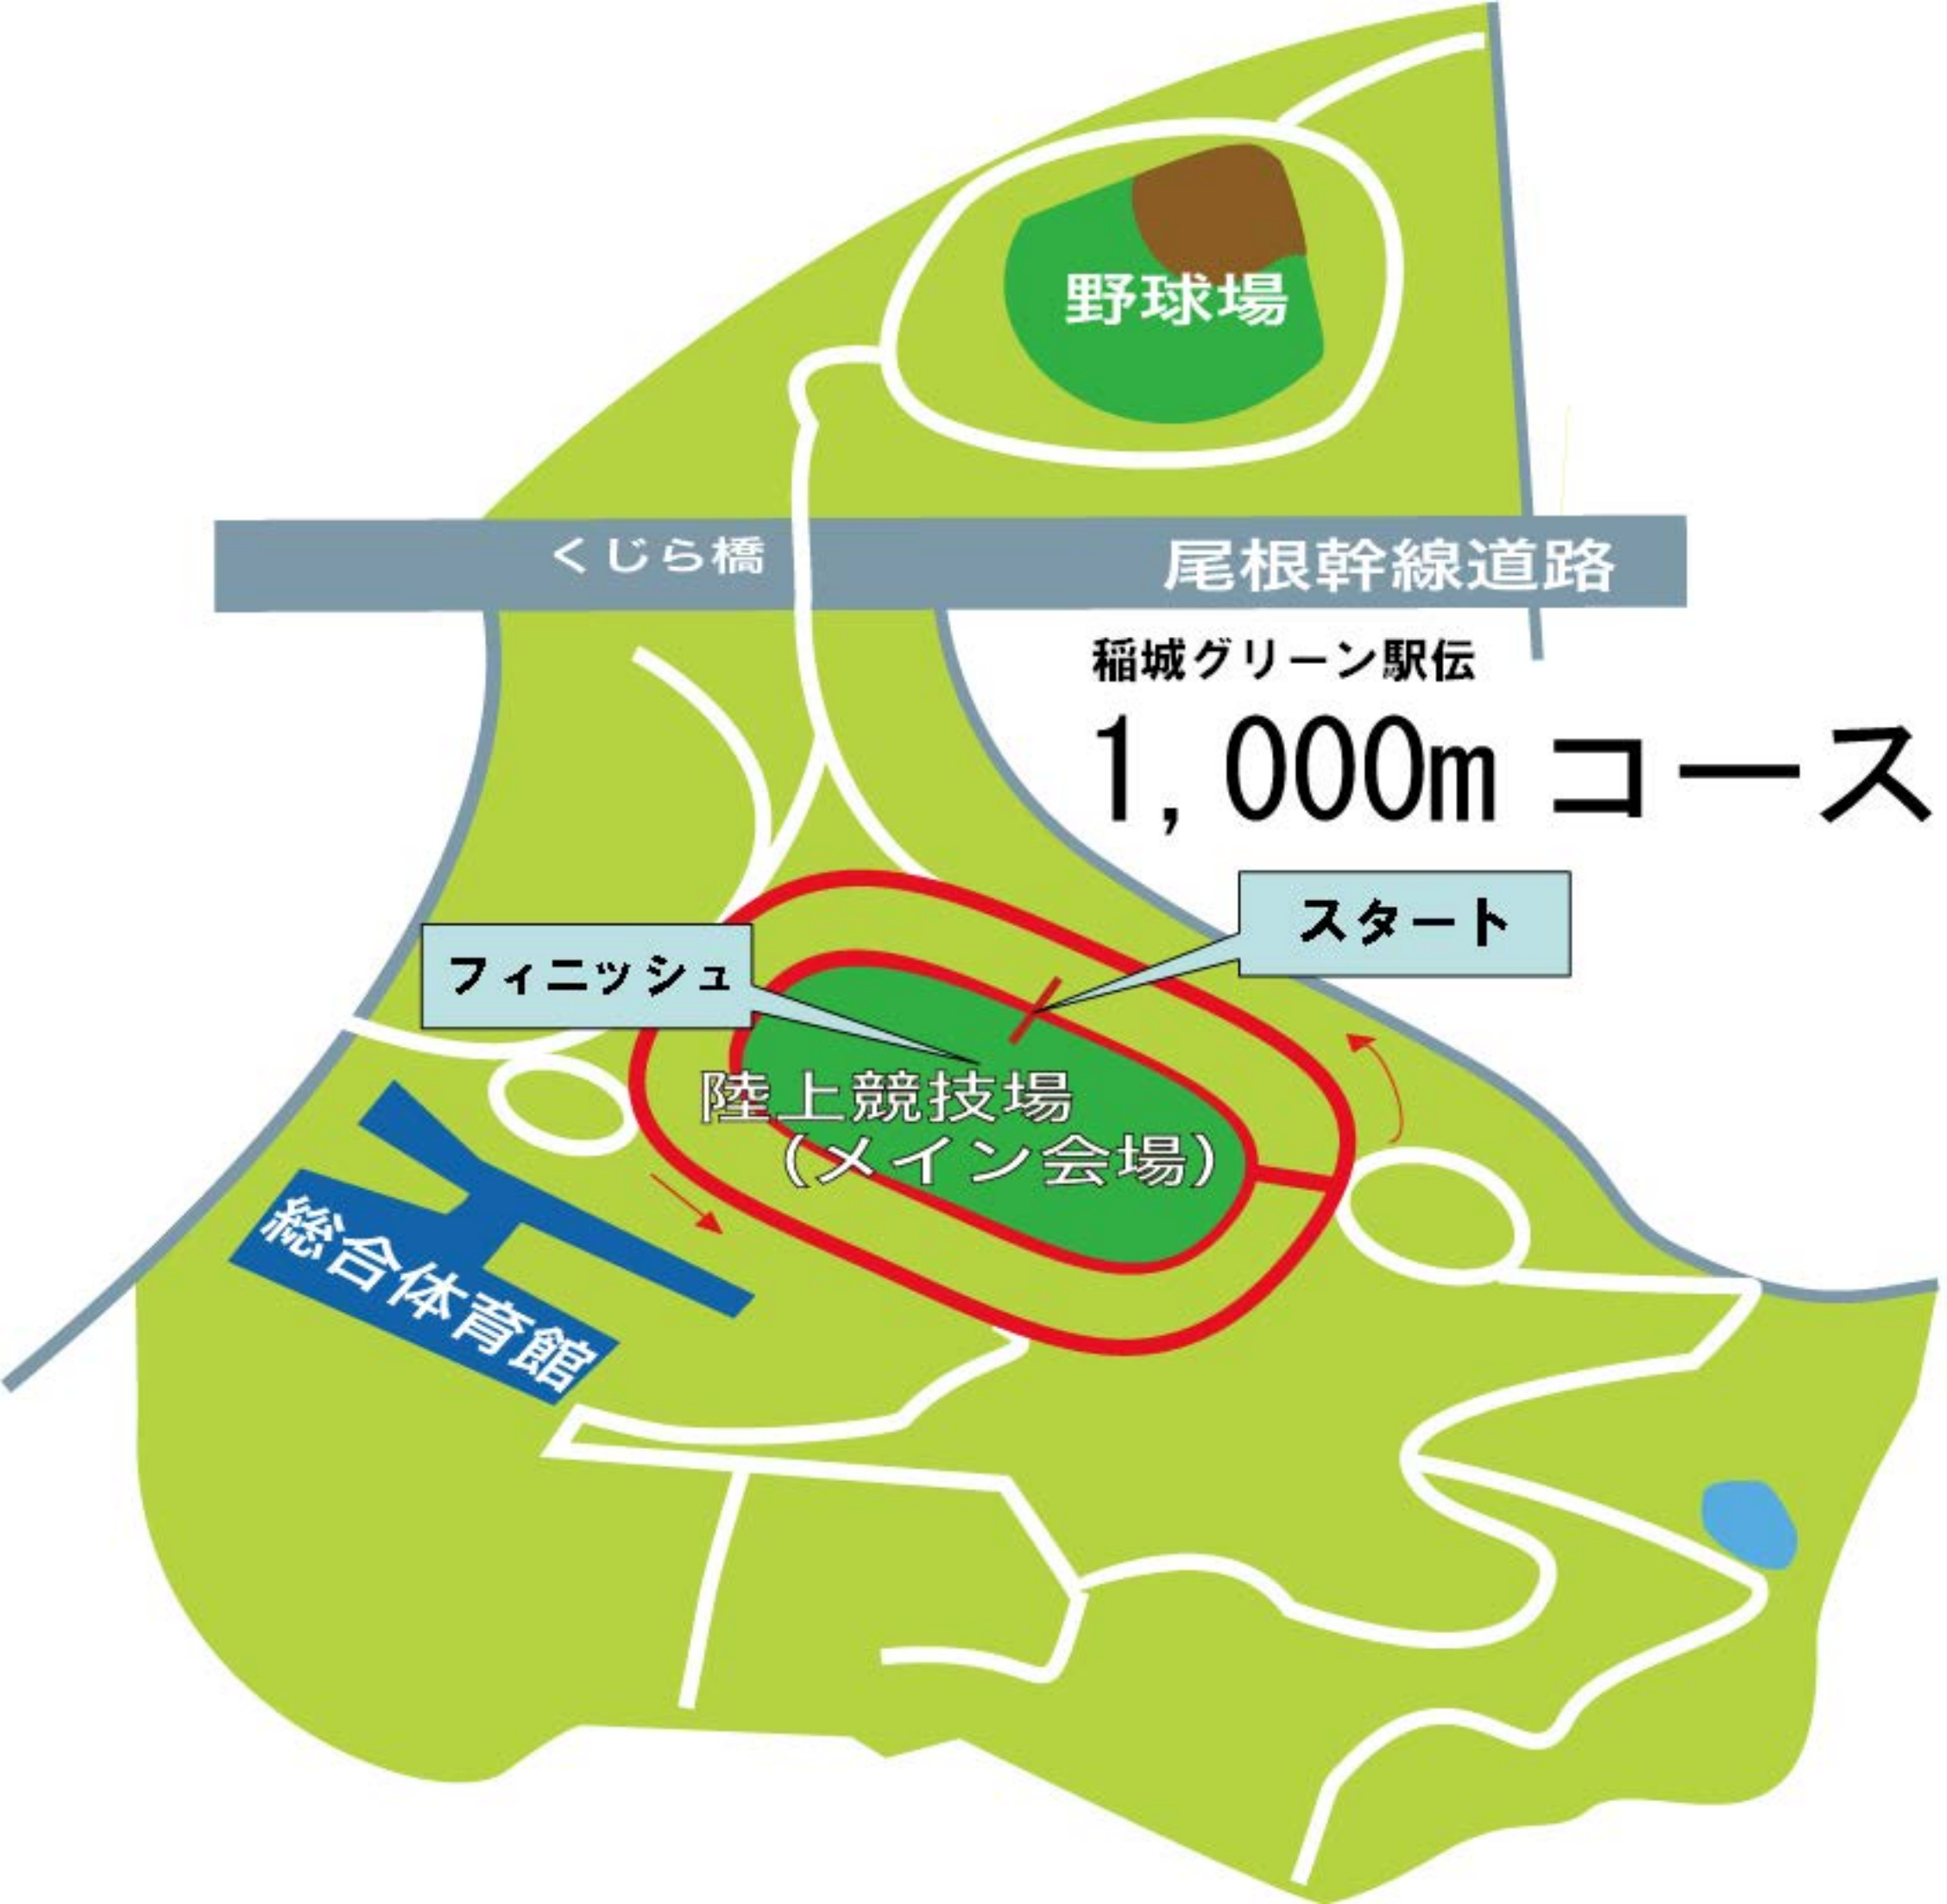 野球場
くじら橋
尾根幹線道路
稲城グリーン駅伝
1,000m コース
スタート
フィニッシュ
陸上競技場
（メイン会場）
総合体育館